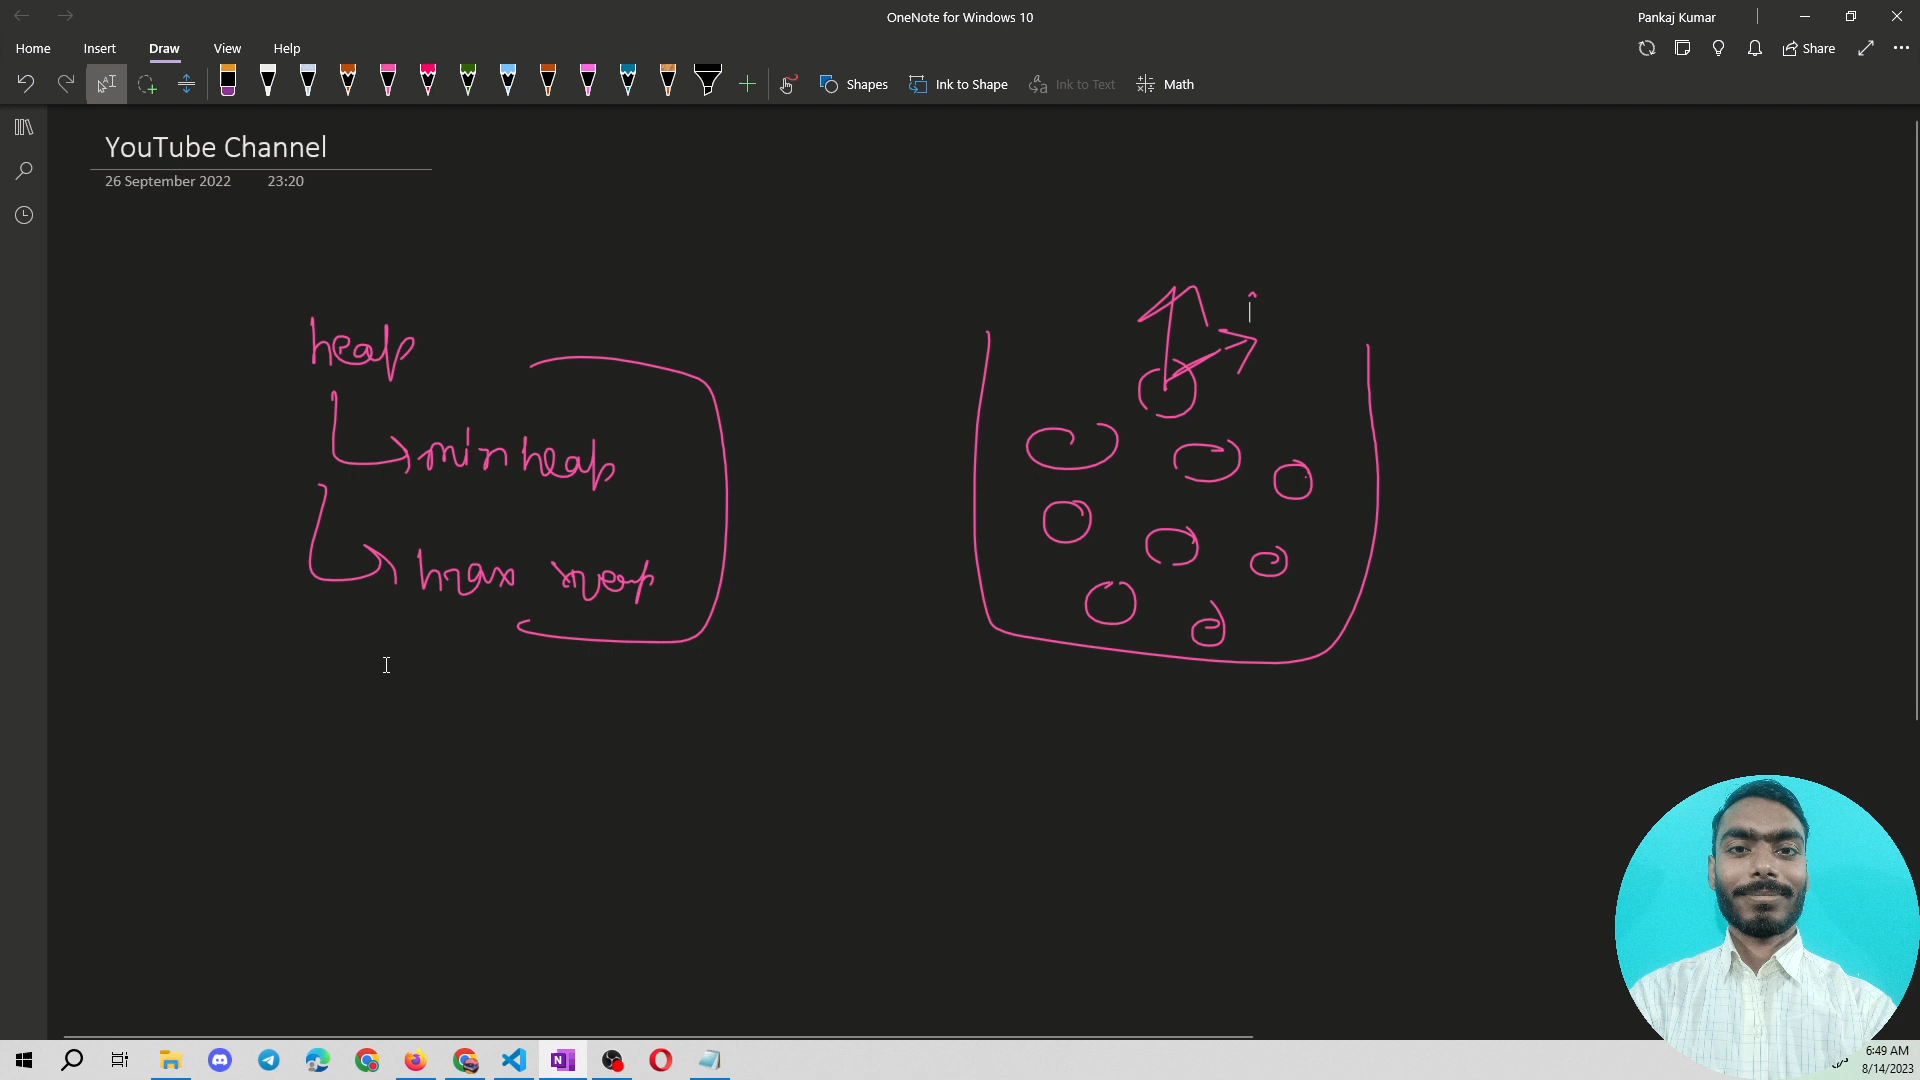 OneNote for Windows 10
Pankaj Kumar
Home Insert Draw View Help
Share
Shapes Ink to Shape Ink to Text Math
YouTube Channel
26 September 2022 23:20
heap
min heap
max heap
6:49 AM
8/14/2023